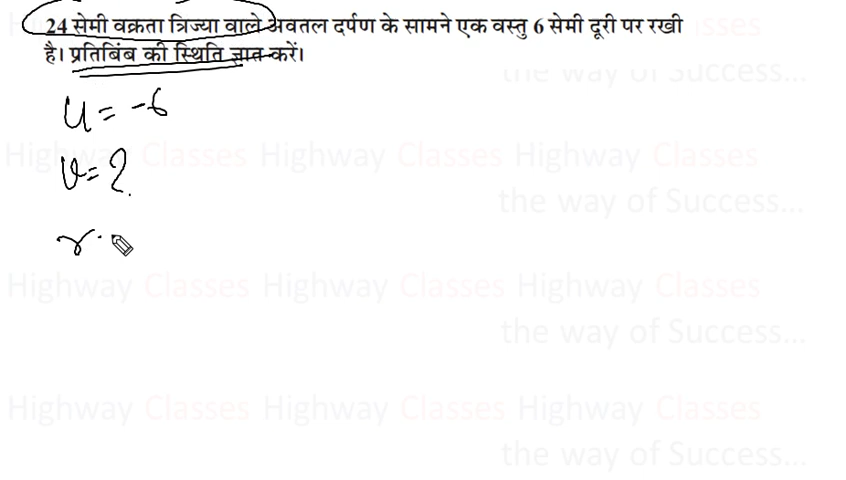 24 सेमी वक्रता त्रिज्या वाले अवतल दर्पण के सामने एक वस्तु 6 सेमी दूरी पर रखी
है। प्रतिबिंब की स्थिति ज्ञात करें।
the way of Success...
u = -6
Highway Classes Highway Classes Highway Classes
v = ?
the way of Success...
r
Highway Classes Highway Classes Highway Classes
the way of Success...
Highway Classes Highway Classes Highway Classes
the way of Success...